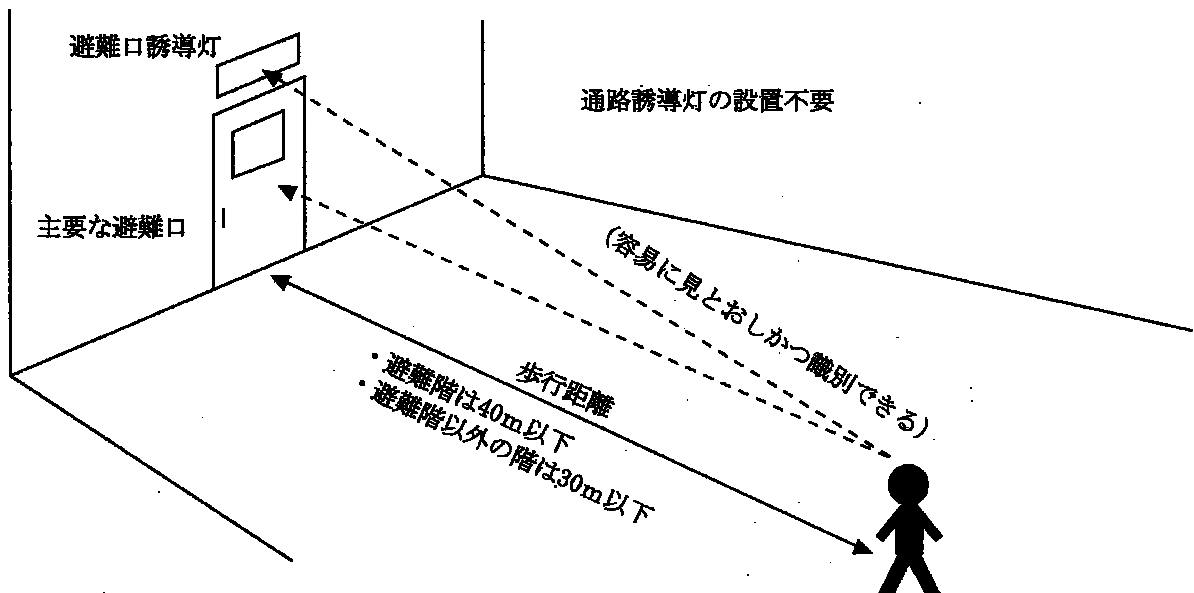 避難口誘導灯
通路誘導灯の設置不要
主要な避難口
(容易に見とおしかつ識別できる)
歩行距離
・避難階は40m以下
・避難階以外の階は30m以下